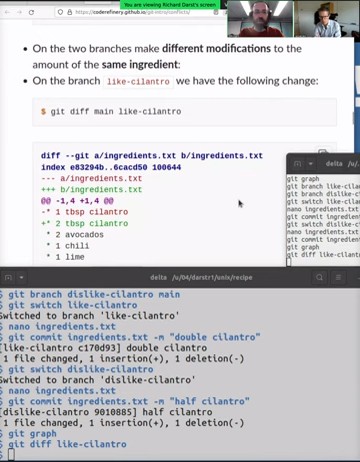 You are viewing Richard Darst's screen
https://coderefinery.github.io/git-intro/conflicts/
• On the two branches make different modifications to the
amount of the same ingredient:
• On the branch like-cilantro we have the following change:
$ git diff main like-cilantro
diff --git a/ingredients.txt b/ingredients.txt
index e83294b..6cacd50 100644
--- a/ingredients.txt
+++ b/ingredients.txt
@@ -1,4 +1,4 @@
-* 1 tbsp cilantro
+* 2 tbsp cilantro
* 2 avocados
* 1 chili
* 1 lime
delta /u/
git graph
git branch like-cilan
git branch dislike-ci
git switch like-cilan
nano ingredients.txt
git commit ingredient
git switch dislike-ci
nano ingredients.txt
git commit ingredient
git graph
git diff like-cilantr
delta /u/04/darstr1/unix/recipe
$ git branch dislike-cilantro main
$ git switch like-cilantro
Switched to branch 'like-cilantro'
$ nano ingredients.txt
$ git commit ingredients.txt -m "double cilantro"
[like-cilantro c170d93] double cilantro
1 file changed, 1 insertion(+), 1 deletion(-)
$ git switch dislike-cilantro
Switched to branch 'dislike-cilantro'
$ nano ingredients.txt
$ git commit ingredients.txt -m "half cilantro"
[dislike-cilantro 9010885] half cilantro
1 file changed, 1 insertion(+), 1 deletion(-)
$ git graph
$ git diff like-cilantro